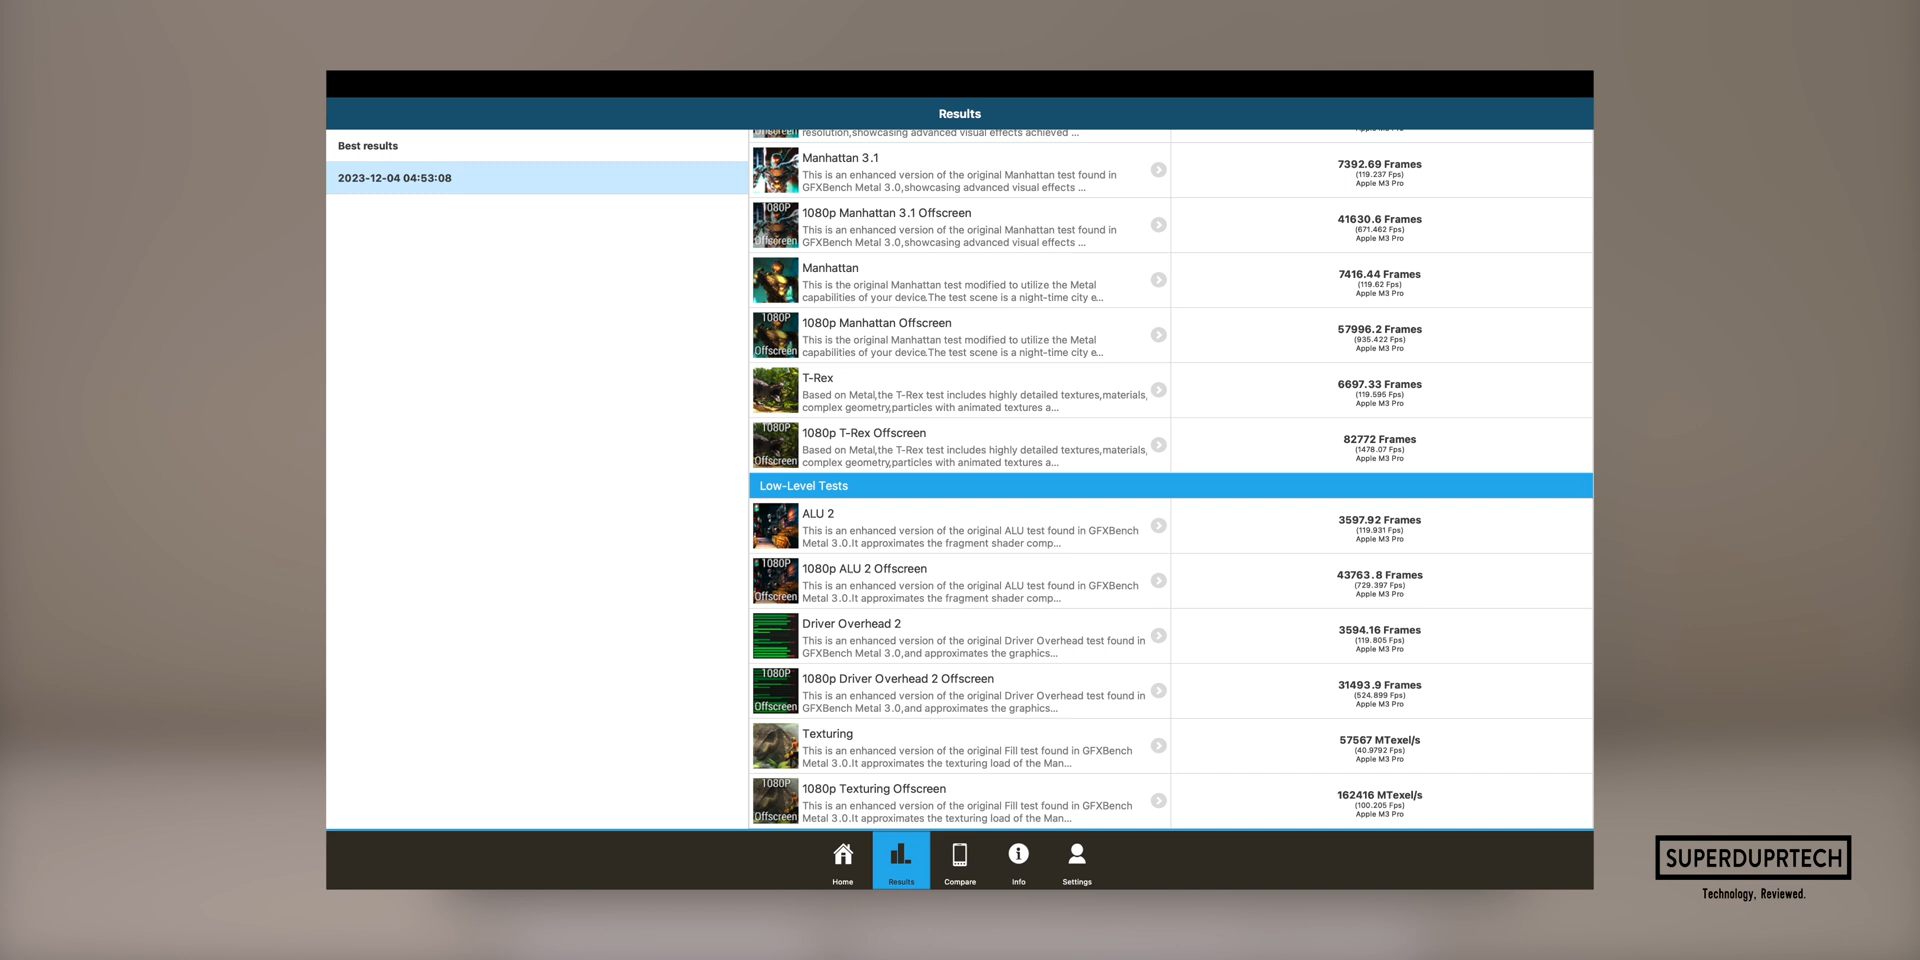 Results
Best results
2023-12-04 04:53:08
Offscreen
resolution,showcasing advanced visual effects achieved ...
Apple M3 Pro
Manhattan 3.1
This is an enhanced version of the original Manhattan test found in
GFXBench Metal 3.0,showcasing advanced visual effects ...
7392.69 Frames
(119.237 Fps)
Apple M3 Pro
1080P
Offscreen
1080p Manhattan 3.1 Offscreen
This is an enhanced version of the original Manhattan test found in
GFXBench Metal 3.0,showcasing advanced visual effects ...
41630.6 Frames
(671.462 Fps)
Apple M3 Pro
Manhattan
This is the original Manhattan test modified to utilize the Metal
capabilities of your device.The test scene is a night-time city e...
7416.44 Frames
(119.62 Fps)
Apple M3 Pro
1080P
Offscreen
1080p Manhattan Offscreen
This is the original Manhattan test modified to utilize the Metal
capabilities of your device.The test scene is a night-time city e...
57996.2 Frames
(935.422 Fps)
Apple M3 Pro
T-Rex
Based on Metal,the T-Rex test includes highly detailed textures,materials,
complex geometry,particles with animated textures a...
6697.33 Frames
(119.595 Fps)
Apple M3 Pro
1080P
Offscreen
1080p T-Rex Offscreen
Based on Metal,the T-Rex test includes highly detailed textures,materials,
complex geometry,particles with animated textures a...
82772 Frames
(1478.07 Fps)
Apple M3 Pro
Low-Level Tests
ALU 2
This is an enhanced version of the original ALU test found in GFXBench
Metal 3.0.It approximates the fragment shader comp...
3597.92 Frames
(119.931 Fps)
Apple M3 Pro
1080P
Offscreen
1080p ALU 2 Offscreen
This is an enhanced version of the original ALU test found in GFXBench
Metal 3.0.It approximates the fragment shader comp...
43763.8 Frames
(729.397 Fps)
Apple M3 Pro
Driver Overhead 2
This is an enhanced version of the original Driver Overhead test found in
GFXBench Metal 3.0,and approximates the graphics...
3594.16 Frames
(119.805 Fps)
Apple M3 Pro
1080P
Offscreen
1080p Driver Overhead 2 Offscreen
This is an enhanced version of the original Driver Overhead test found in
GFXBench Metal 3.0,and approximates the graphics...
31493.9 Frames
(524.899 Fps)
Apple M3 Pro
Texturing
This is an enhanced version of the original Fill test found in GFXBench
Metal 3.0.It approximates the texturing load of the Man...
57567 MTexel/s
(40.9792 Fps)
Apple M3 Pro
1080P
Offscreen
1080p Texturing Offscreen
This is an enhanced version of the original Fill test found in GFXBench
Metal 3.0.It approximates the texturing load of the Man...
162416 MTexel/s
(100.205 Fps)
Apple M3 Pro
Home
Results
Compare
Info
Settings
SUPERDUPRTECH
Technology, Reviewed.